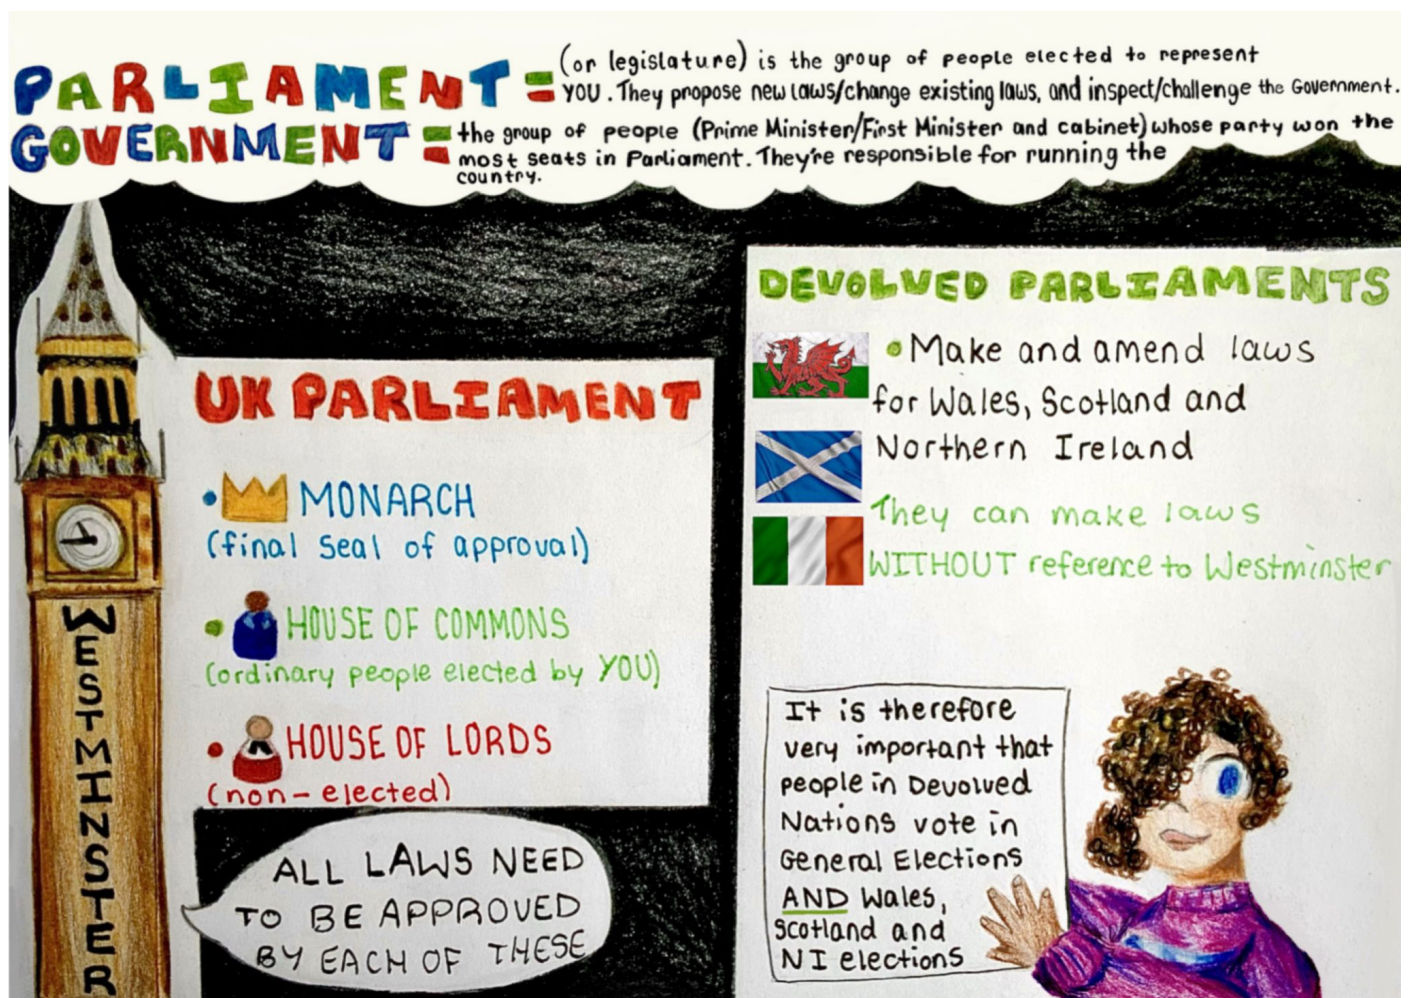 PARLIAMENT = (or legislature) is the group of people elected to represent
YOU. They propose new laws/change existing laws, and inspect/challenge the Government.
GOVERNMENT = the group of people (Prime Minister/First Minister and cabinet) whose party won the
most seats in Parliament. They're responsible for running the
country.
WESTMINSTER
UK PARLIAMENT
• MONARCH
(final seal of approval)
• HOUSE OF COMMONS
(ordinary people elected by YOU)
• HOUSE OF LORDS
(non-elected)
ALL LAWS NEED
TO BE APPROVED
BY EACH OF THESE
DEVOLVED PARLIAMENTS
• Make and amend laws
for Wales, Scotland and
Northern Ireland
They can make laws
WITHOUT reference to Westminster
It is therefore
very important that
people in Devolved
Nations vote in
General Elections
AND Wales,
Scotland and
NI elections